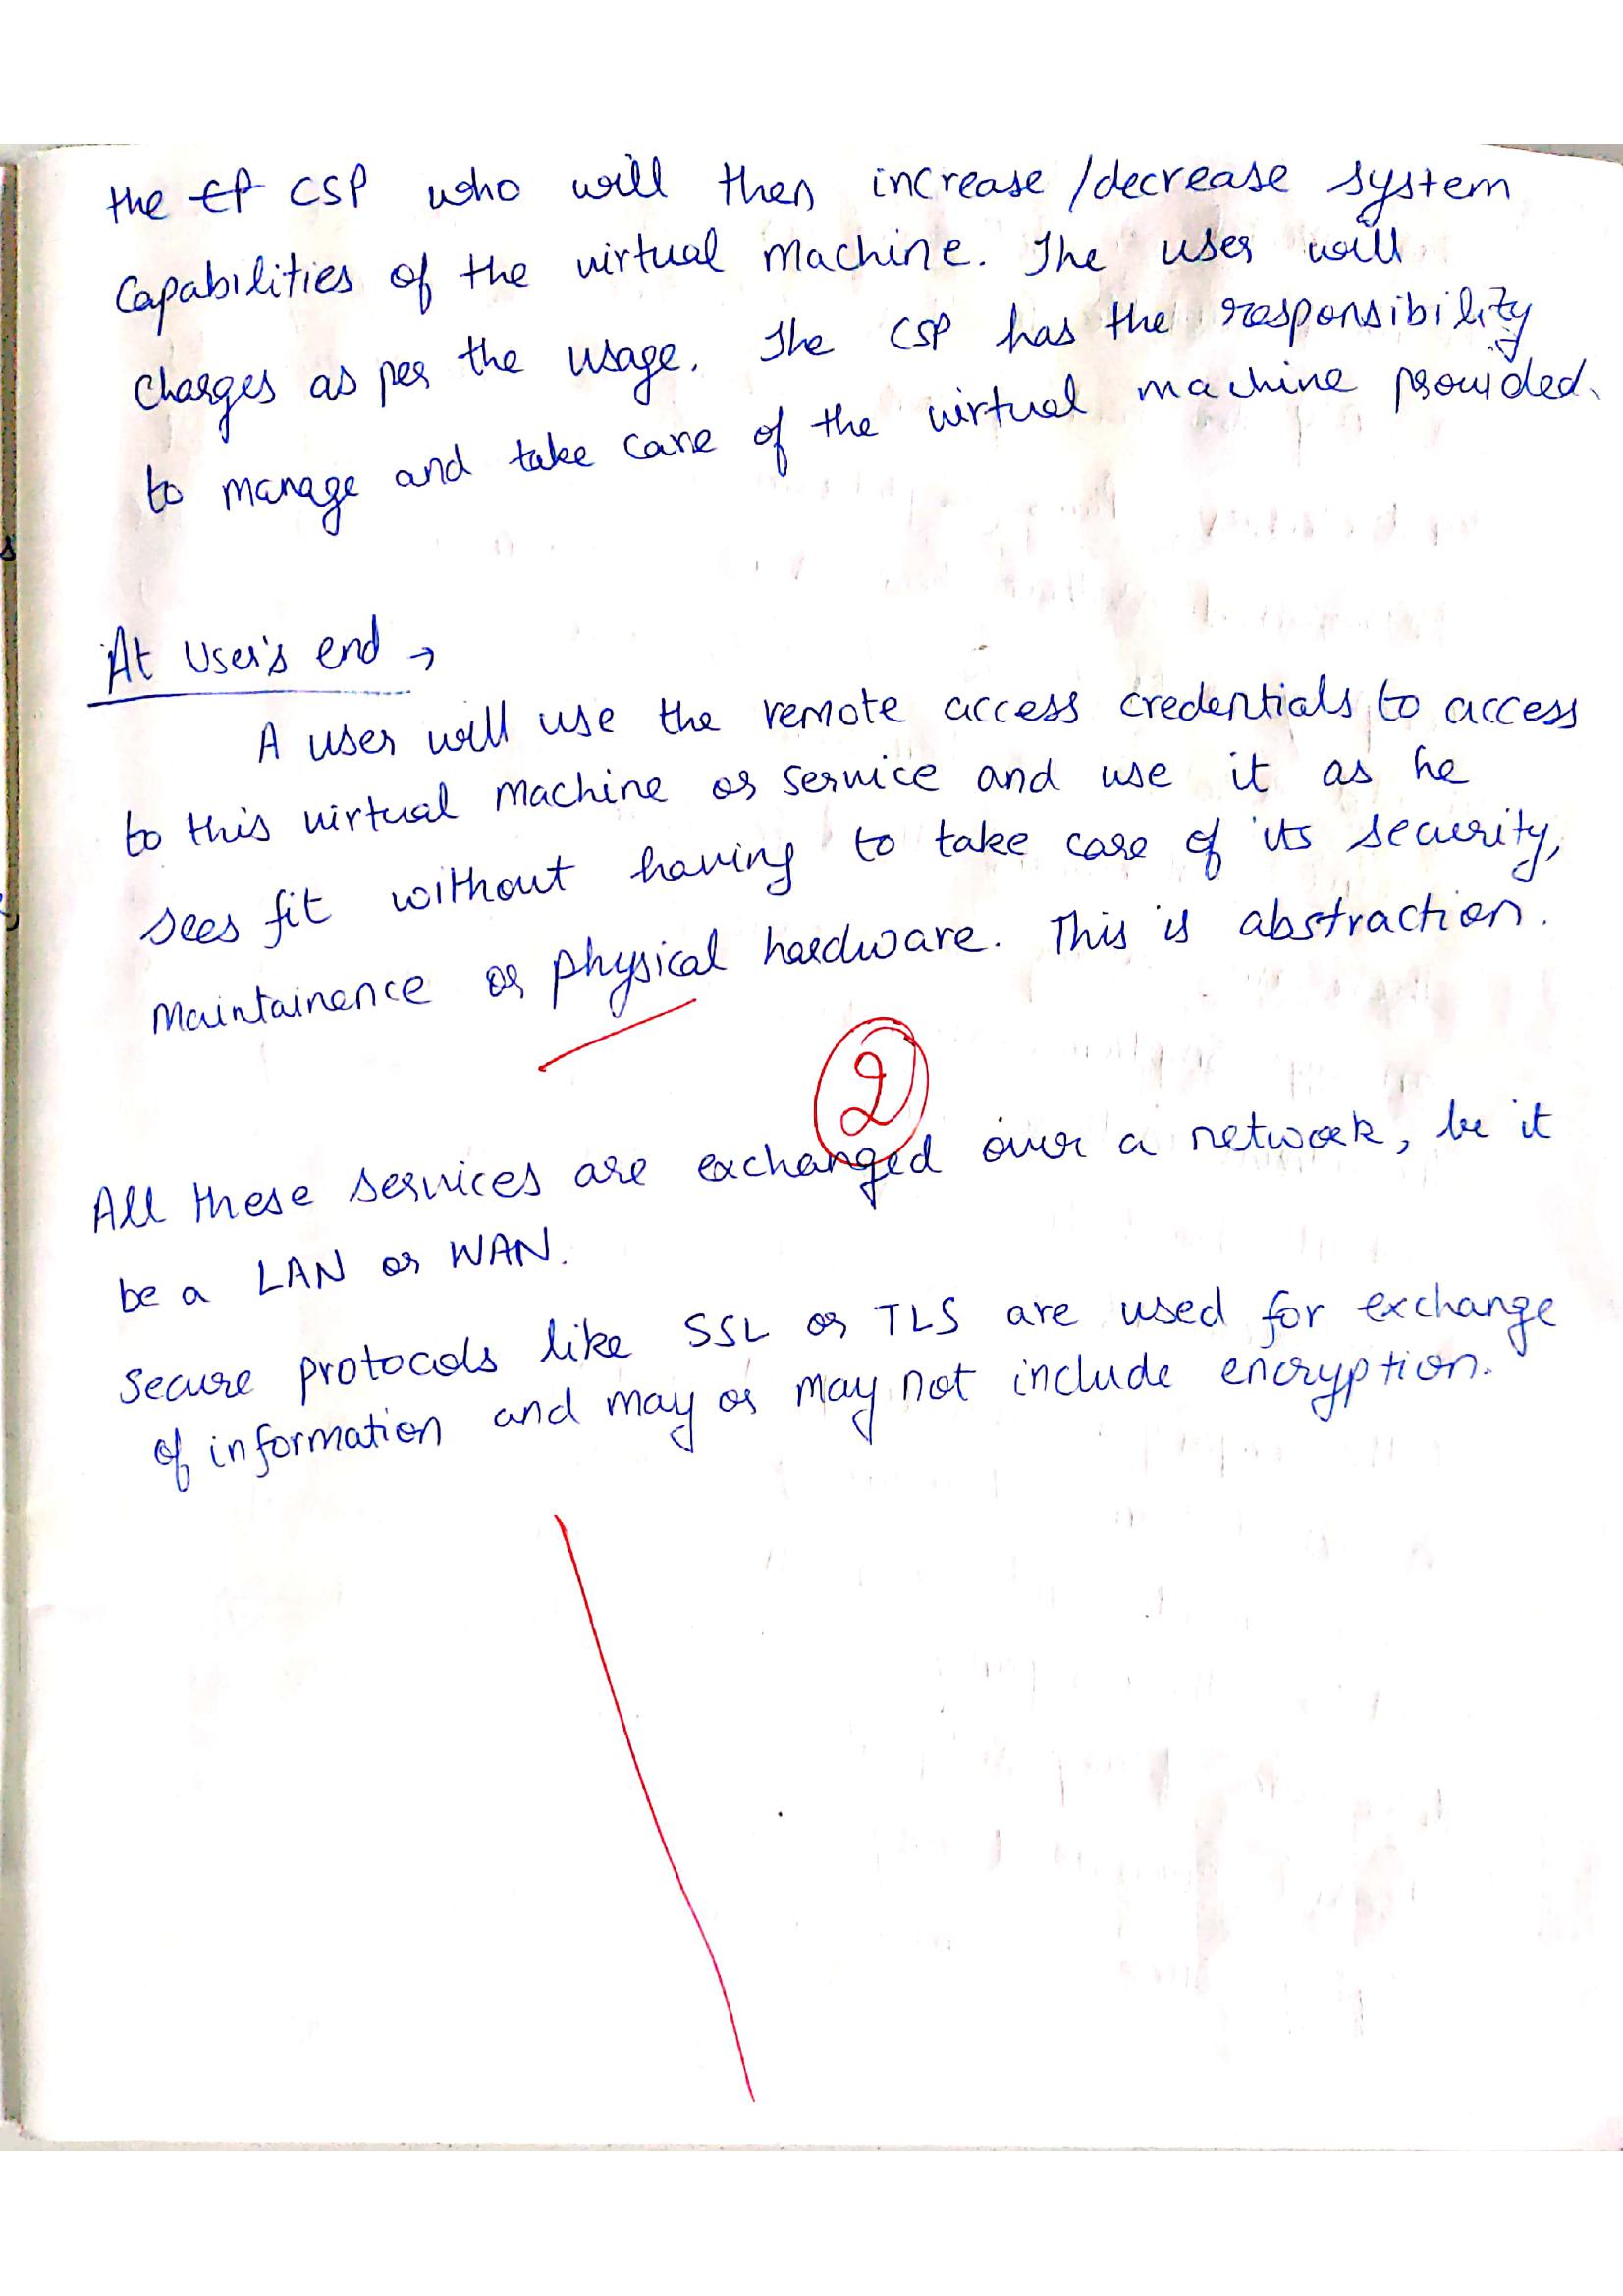 the CSP who will then increase/decrease system
capabilities of the virtual machine. The user will
charges as per the usage. The CSP has the responsibility
to manage and take care of the virtual machine provided.
At User's end →
A user will use the remote access credentials to access
to this virtual machine or service and use it as he
sees fit without having to take care of its security,
maintainence or physical hardware. This is abstraction.
2
All these services are exchanged over a network, be it
be a LAN or WAN.
Secure protocols like SSL or TLS are used for exchange
of information and may or may not include encryption.